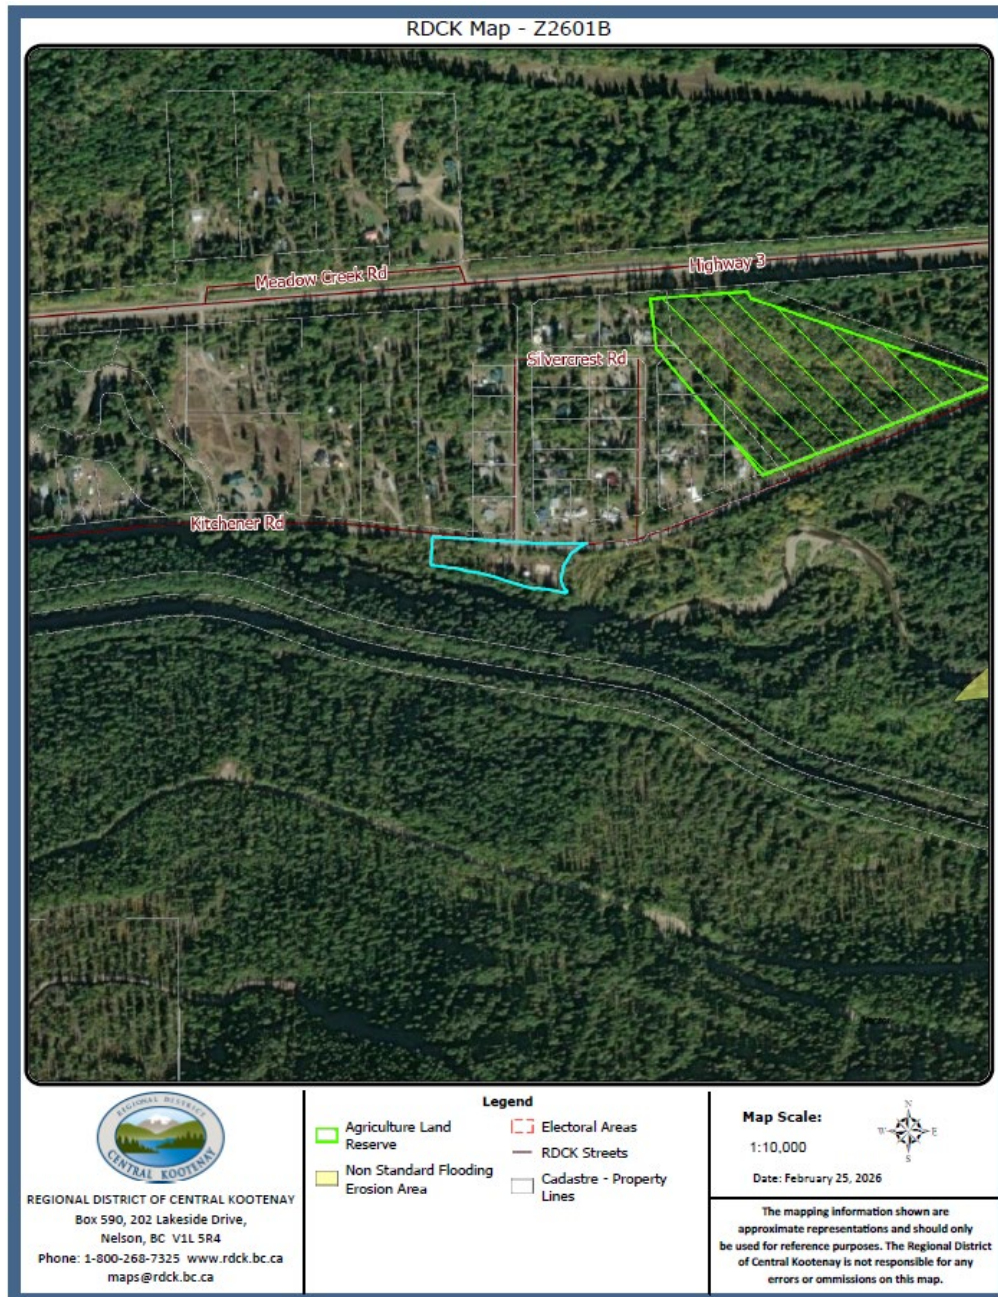 RDCK Map - Z2601B
Meadow Creek Rd
Highway 3
Silvercrest Rd
Kitchener Rd
REGIONAL DISTRICT
CENTRAL KOOTENAY
REGIONAL DISTRICT OF CENTRAL KOOTENAY
Box 590, 202 Lakeside Drive,
Nelson, BC V1L 5R4
Phone: 1-800-268-7325 www.rdck.bc.ca
maps@rdck.bc.ca
Legend
Agriculture Land
Reserve
Non Standard Flooding
Erosion Area
Electoral Areas
RDCK Streets
Cadastre - Property
Lines
Map Scale:
1:10,000
N
W
E
S
Date: February 25, 2026
The mapping information shown are
approximate representations and should only
be used for reference purposes. The Regional District
of Central Kootenay is not responsible for any
errors or ommissions on this map.